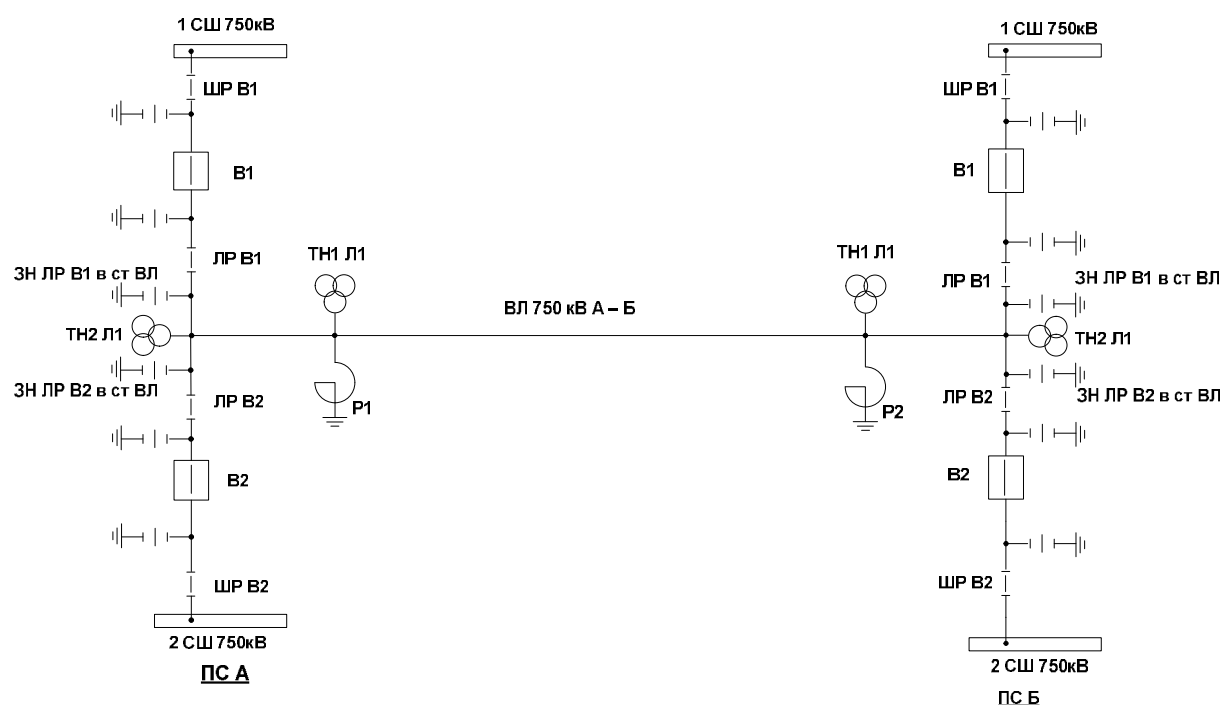 1 СШ 750кВ
ШР В1
В1
ЛР В1
ЗН ЛР В1 в ст ВЛ
ТН1 Л1
ТН2 Л1
ЗН ЛР В2 в ст ВЛ
ЛР В2
Р1
В2
ШР В2
2 СШ 750кВ
ПС А
ВЛ 750 кВ А – Б
1 СШ 750кВ
ШР В1
В1
ТН1 Л1
ЛР В1
ЗН ЛР В1 в ст ВЛ
ТН2 Л1
ЛР В2
ЗН ЛР В2 в ст ВЛ
Р2
В2
ШР В2
2 СШ 750кВ
ПС Б